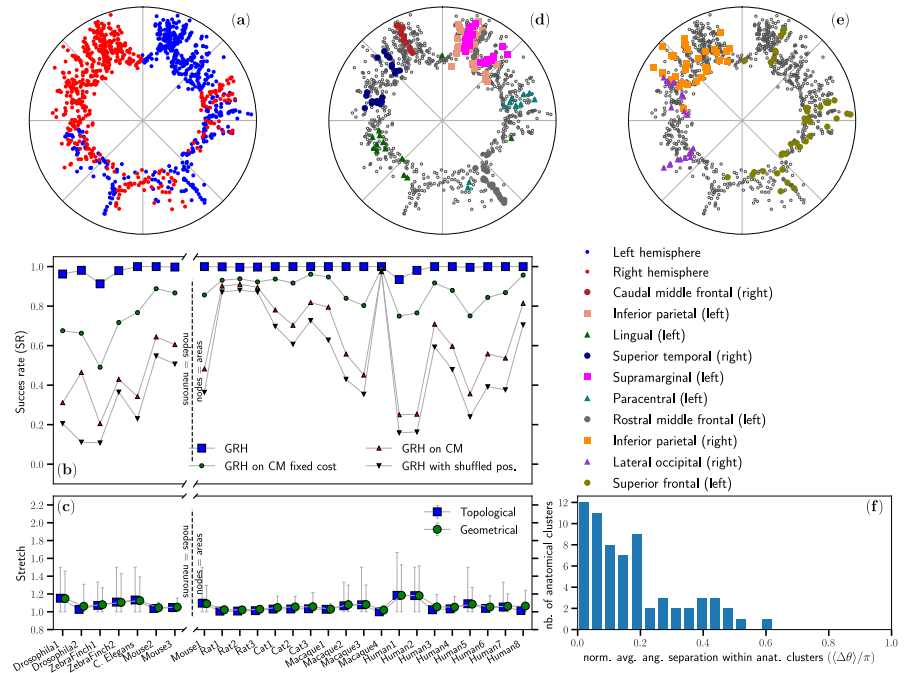 (a)
(d)
(e)
1.0
0.8
0.6
0.4
0.2
0.0
Succes rate (SR)
nodes = neurons
nodes = areas
(b)
GRH
GRH on CM fixed cost
GRH on CM
GRH with shuffled pos.
Left hemisphere
Right hemisphere
Caudal middle frontal (right)
Inferior parietal (left)
Lingual (left)
Superior temporal (right)
Supramarginal (left)
Paracentral (left)
Rostral middle frontal (left)
Inferior parietal (right)
Lateral occipital (right)
Superior frontal (left)
(c)
2.2
2.0
1.8
1.6
1.4
1.2
1.0
0.8
Stretch
nodes = neurons
nodes = areas
Topological
Geometrical
Drosophila1
Drosophila2
ZebraFinch1
ZebraFinch2
C. Elegans
Mouse2
Mouse3
Mouse1
Rat1
Rat2
Rat3
Cat1
Cat2
Cat3
Macaque1
Macaque2
Macaque3
Macaque4
Human1
Human2
Human3
Human4
Human5
Human6
Human7
Human8
(f)
12
10
8
6
4
2
0
nb. of anatomical clusters
0.0
0.2
0.4
0.6
0.8
1.0
norm. avg. ang. separation within anat. clusters (⟨Δθ⟩/π)